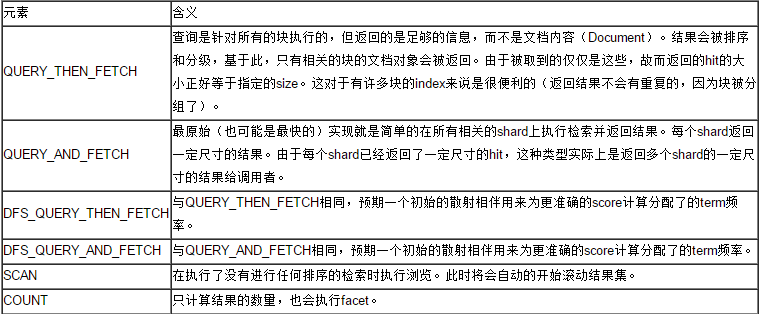 元素 含义
查询是针对所有的块执行的，但返回的是足够的信息，而不是文档内容（Document）。结果会被排序
和分级，基于此，只有相关的块的文档对象会被返回。由于被取到的仅仅是这些，故而返回的hit的大
QUERY_THEN_FETCH
小正好等于指定的size。这对于有许多块的index来说是很便利的（返回结果不会有重复的，因为块被分
组了）。
最原始（也可能是最快的）实现就是简单的在所有相关的shard上执行检索并返回结果。每个shard返回
QUERY_AND_FETCH 一定尺寸的结果。由于每个shard已经返回了一定尺寸的hit，这种类型实际上是返回多个shard的一定尺
寸的结果给调用者。
DFS_QUERY_THEN_FETCH 与QUERY_THEN_FETCH相同，预期一个初始的散射相伴用来为更准确的score计算分配了的term频
率。
DFS_QUERY_AND_FETCH 与QUERY_AND_FETCH相同，预期一个初始的散射相伴用来为更准确的score计算分配了的term频率。
SCAN 在执行了没有进行任何排序的检索时执行浏览。此时将会自动的开始滚动结果集。
COUNT 只计算结果的数量，也会执行facet。